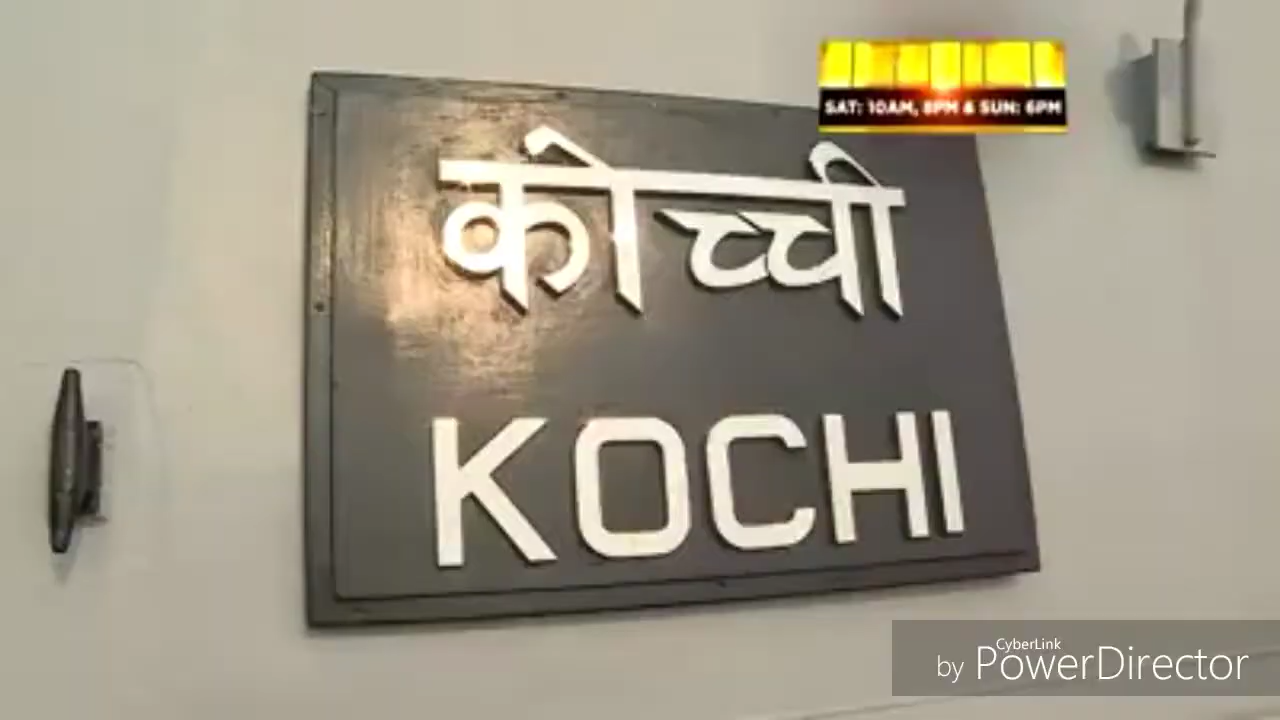 SAT: 10AM, 8PM & SUN: 6PM
कोच्ची
KOCHI
CyberLink
by PowerDirector